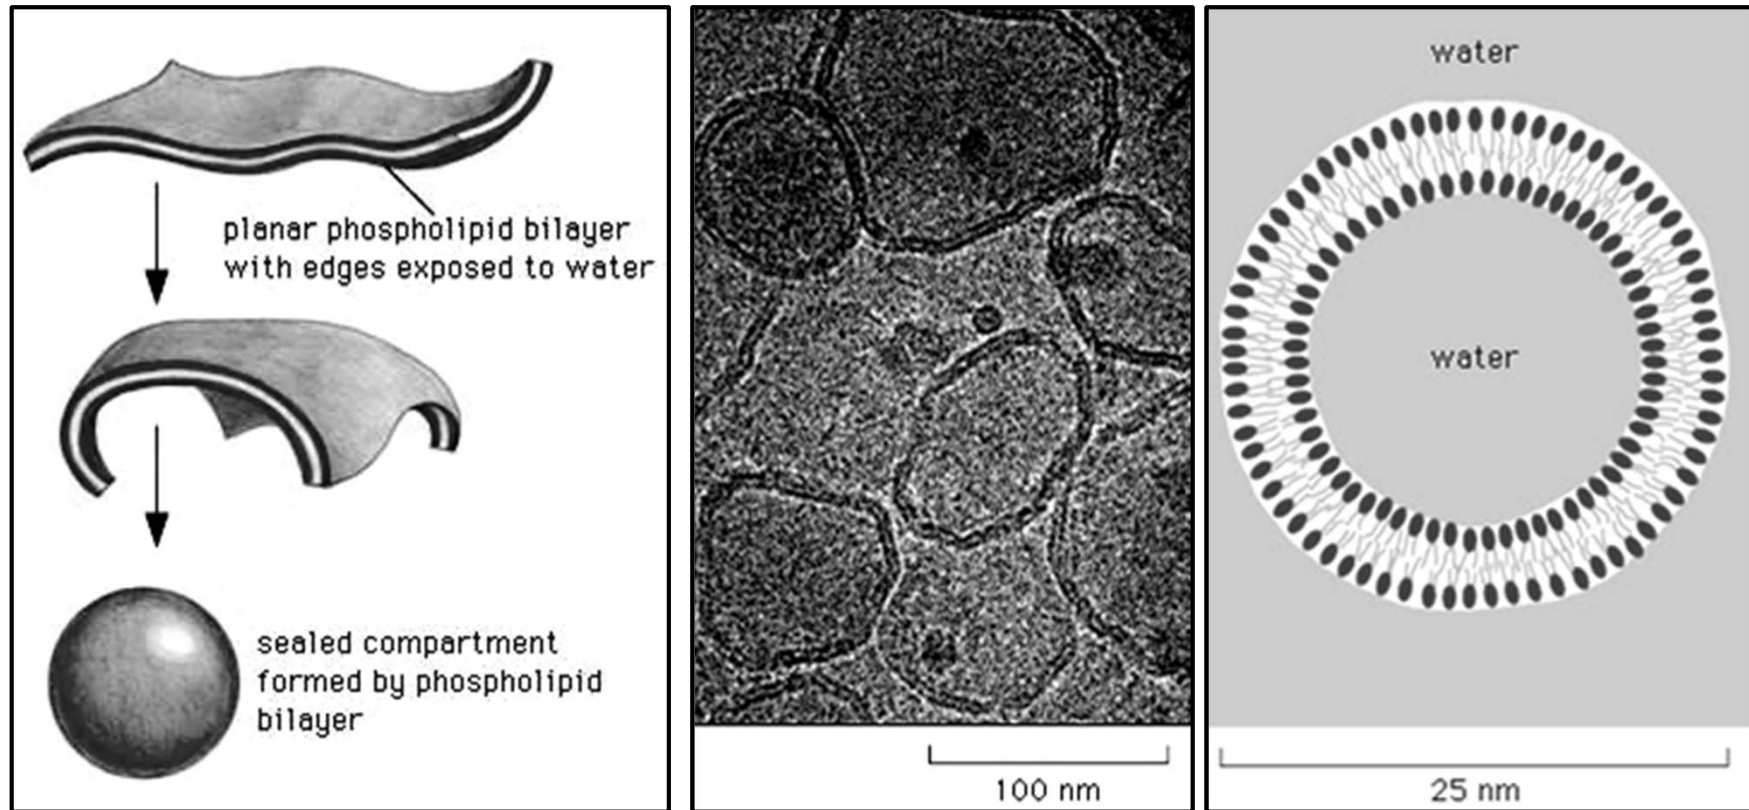 planar phospholipid bilayer
with edges exposed to water
sealed compartment
formed by phospholipid
bilayer
100 nm
water
water
25 nm